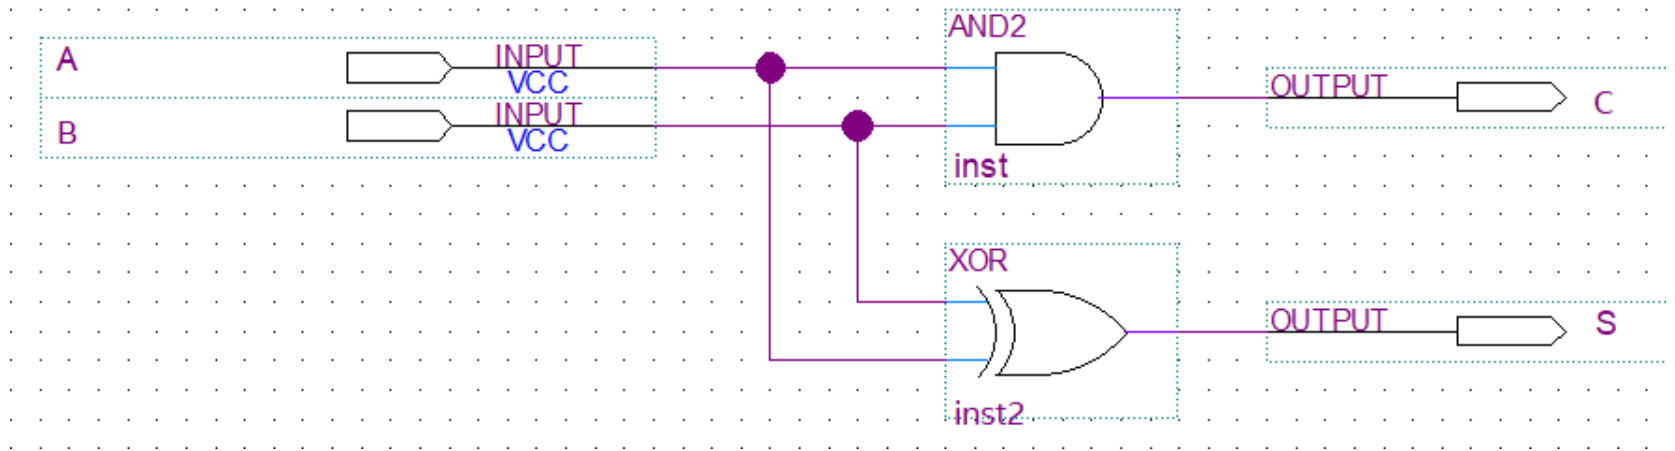 A
INPUT
VCC
B
INPUT
VCC
AND2
inst
OUTPUT
C
XOR
inst2
OUTPUT
S